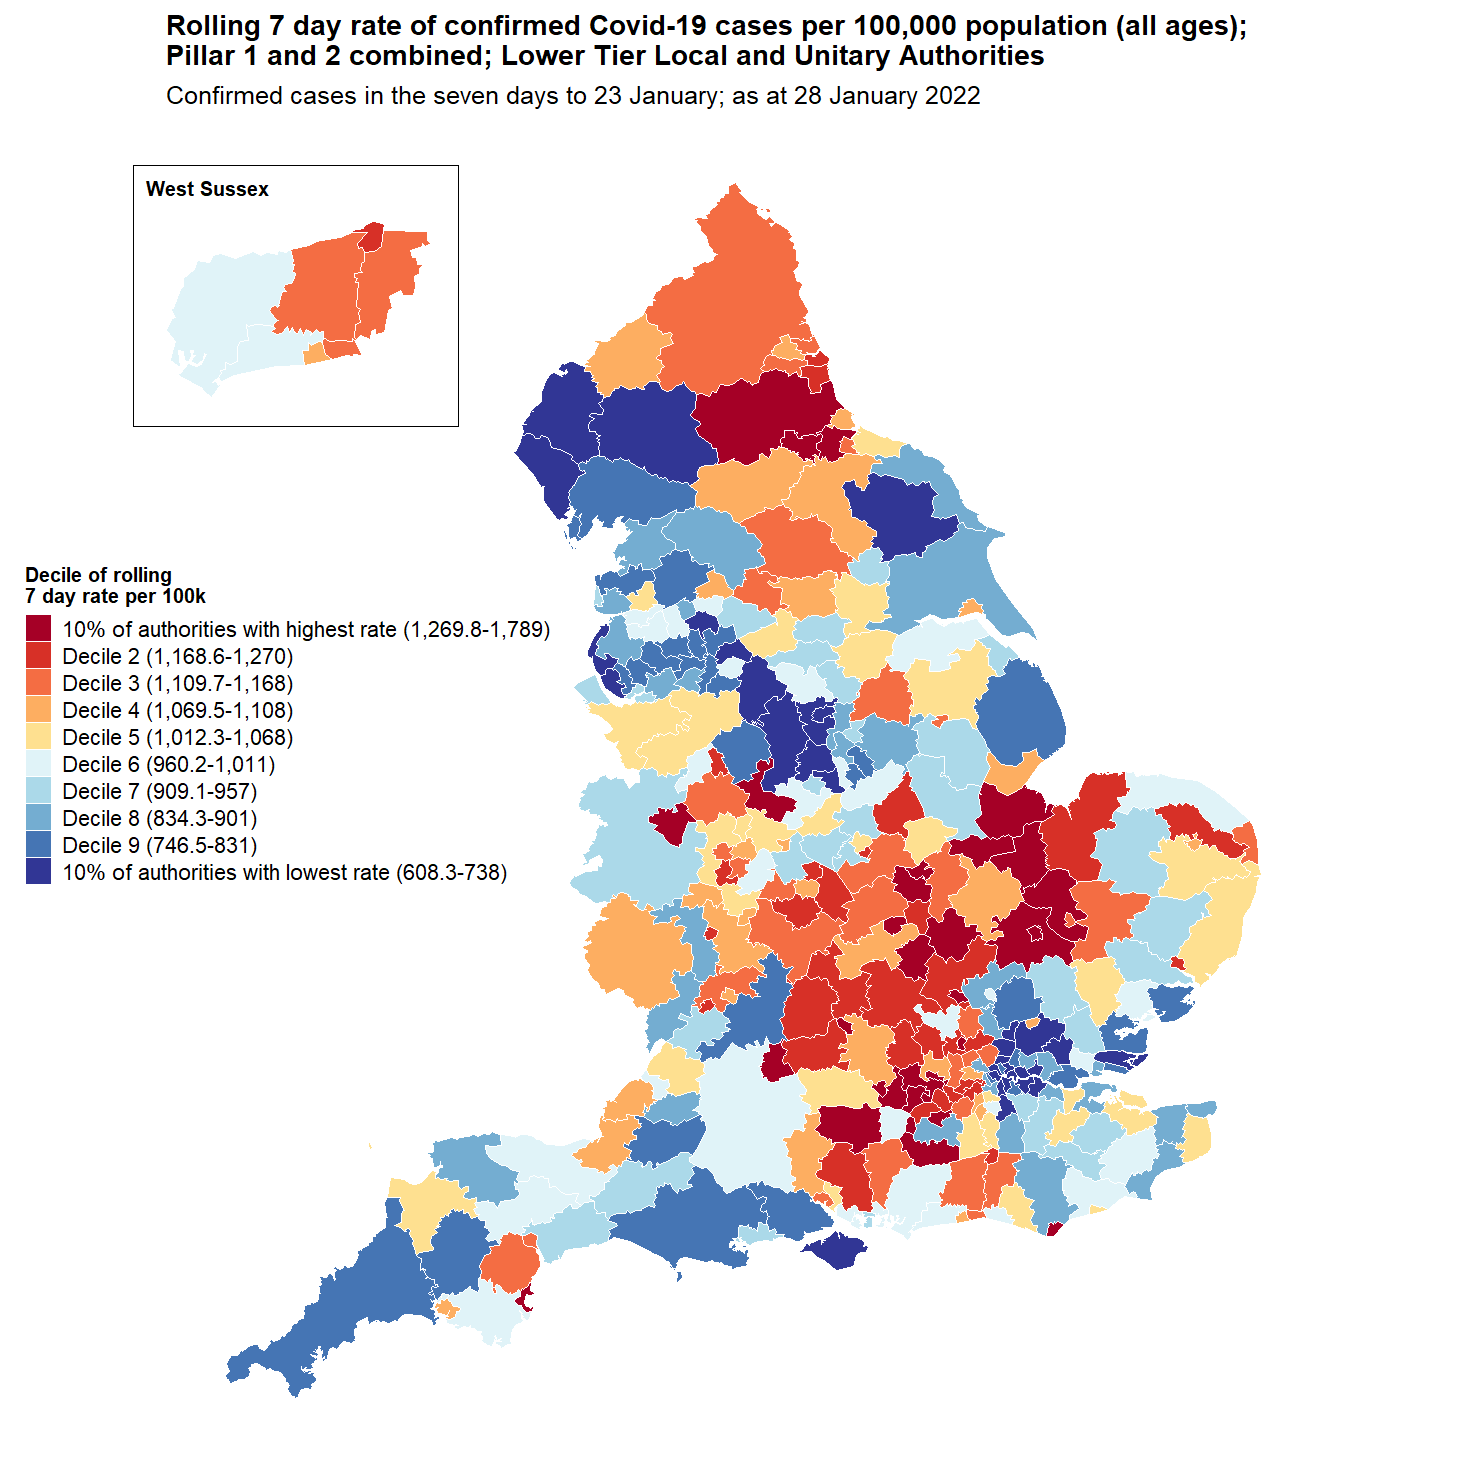 Rolling 7 day rate of confirmed Covid-19 cases per 100,000 population (all ages);
Pillar 1 and 2 combined; Lower Tier Local and Unitary Authorities
Confirmed cases in the seven days to 23 January; as at 28 January 2022
West Sussex
Decile of rolling
7 day rate per 100k
10% of authorities with highest rate (1,269.8-1,789)
Decile 2 (1,168.6-1,270)
Decile 3 (1,109.7-1,168)
Decile 4 (1,069.5-1,108)
Decile 5 (1,012.3-1,068)
Decile 6 (960.2-1,011)
Decile 7 (909.1-957)
Decile 8 (834.3-901)
Decile 9 (746.5-831)
10% of authorities with lowest rate (608.3-738)